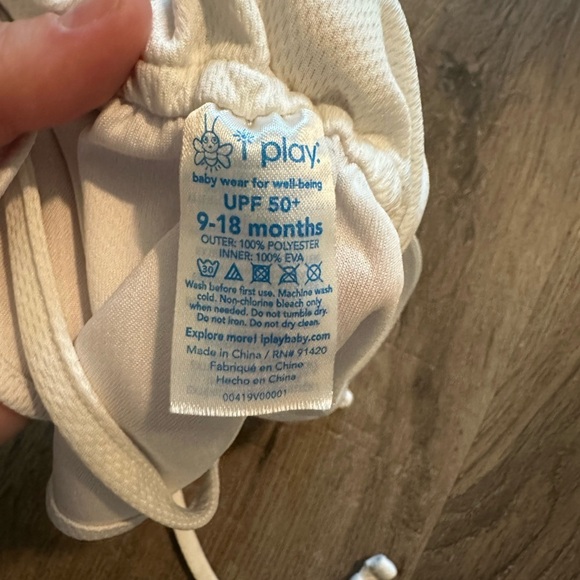 i play.
baby wear for well-being
UPF 50+
9-18 months
OUTER: 100% POLYESTER
INNER: 100% EVA
30
Wash before first use. Machine wash
cold. Non-chlorine bleach only
when needed. Do not tumble dry.
Do not iron. Do not dry clean.
Explore more! iplaybaby.com
Made in China / RN# 91420
Fabriqué en Chine
Hecho en China
00419V00001